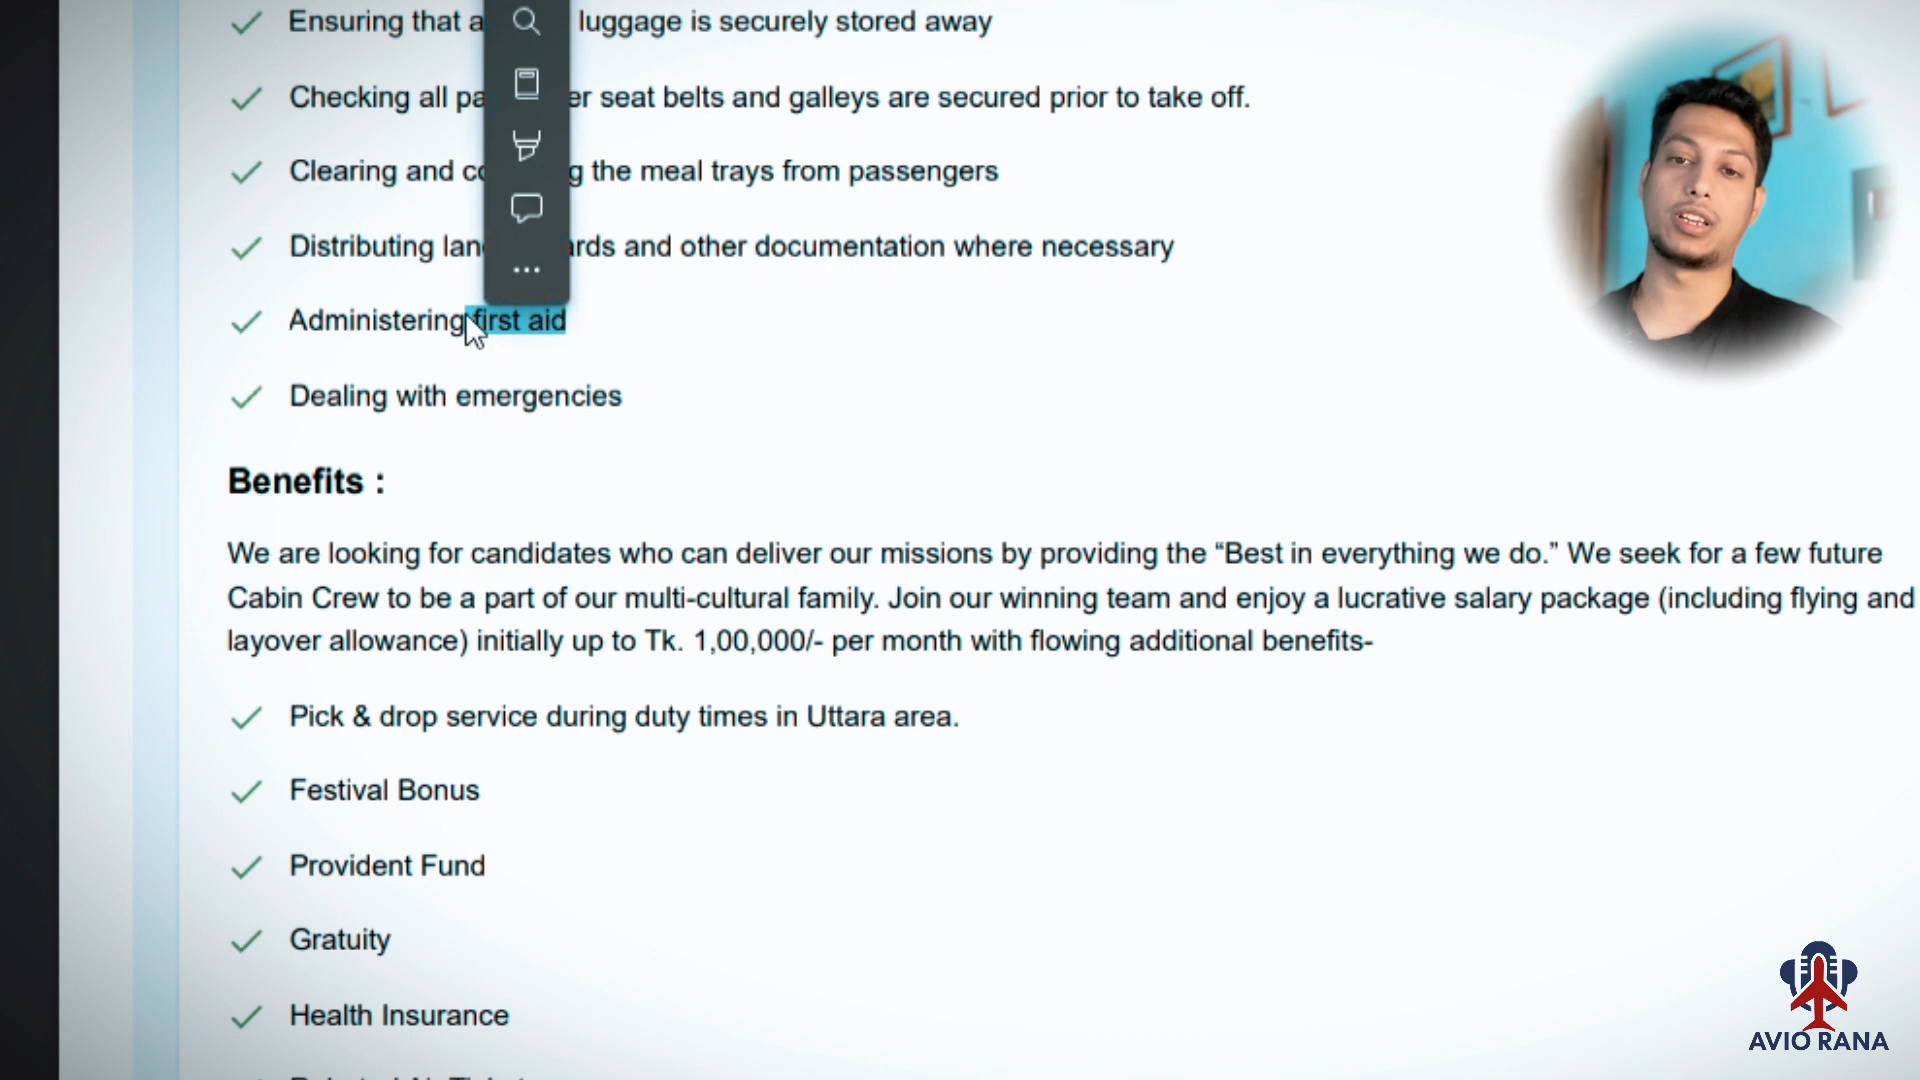 Ensuring that a luggage is securely stored away
Checking all pa er seat belts and galleys are secured prior to take off.
Clearing and co g the meal trays from passengers
Distributing lan ards and other documentation where necessary
Administering first aid
Dealing with emergencies
Benefits :
We are looking for candidates who can deliver our missions by providing the “Best in everything we do.” We seek for a few future
Cabin Crew to be a part of our multi-cultural family. Join our winning team and enjoy a lucrative salary package (including flying and
layover allowance) initially up to Tk. 1,00,000/- per month with flowing additional benefits-
Pick & drop service during duty times in Uttara area.
Festival Bonus
Provident Fund
Gratuity
Health Insurance
AVIO RANA